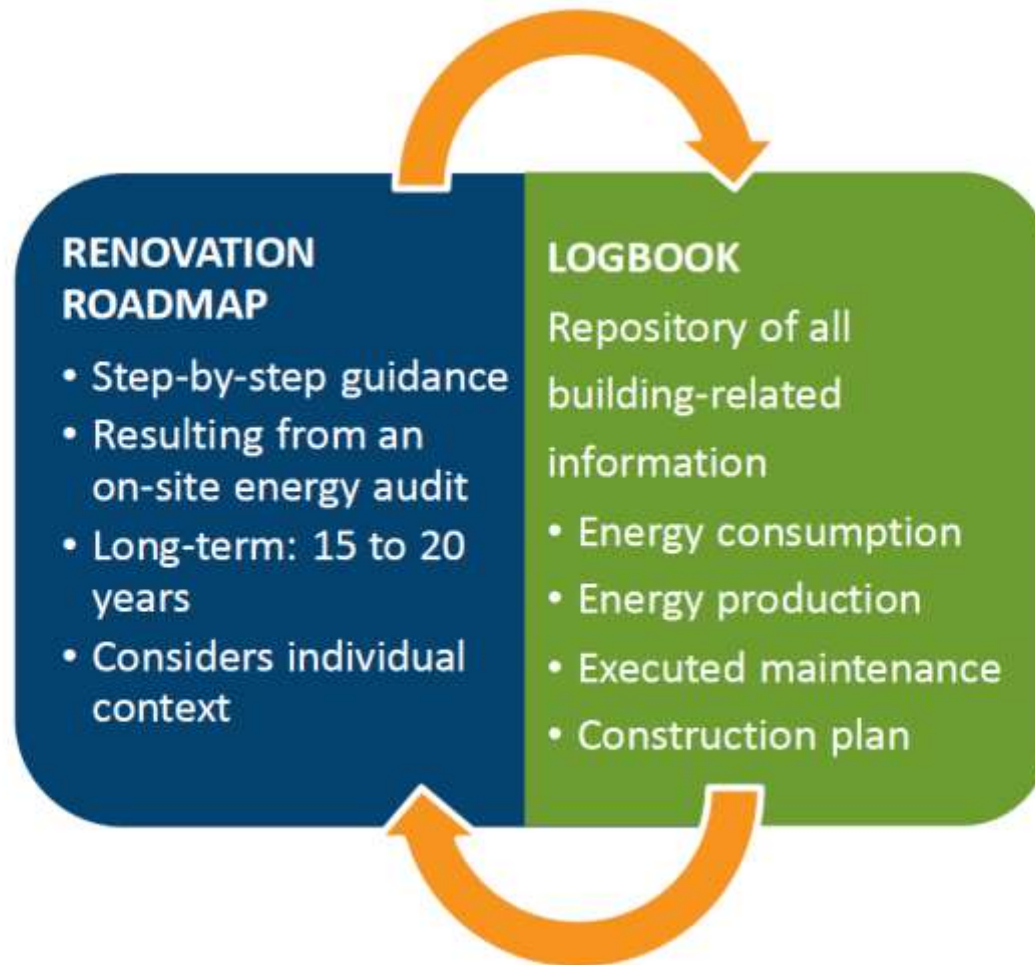 RENOVATION
ROADMAP
• Step-by-step guidance
• Resulting from an
on-site energy audit
• Long-term: 15 to 20
years
• Considers individual
context
LOGBOOK
Repository of all
building-related
information
• Energy consumption
• Energy production
• Executed maintenance
• Construction plan